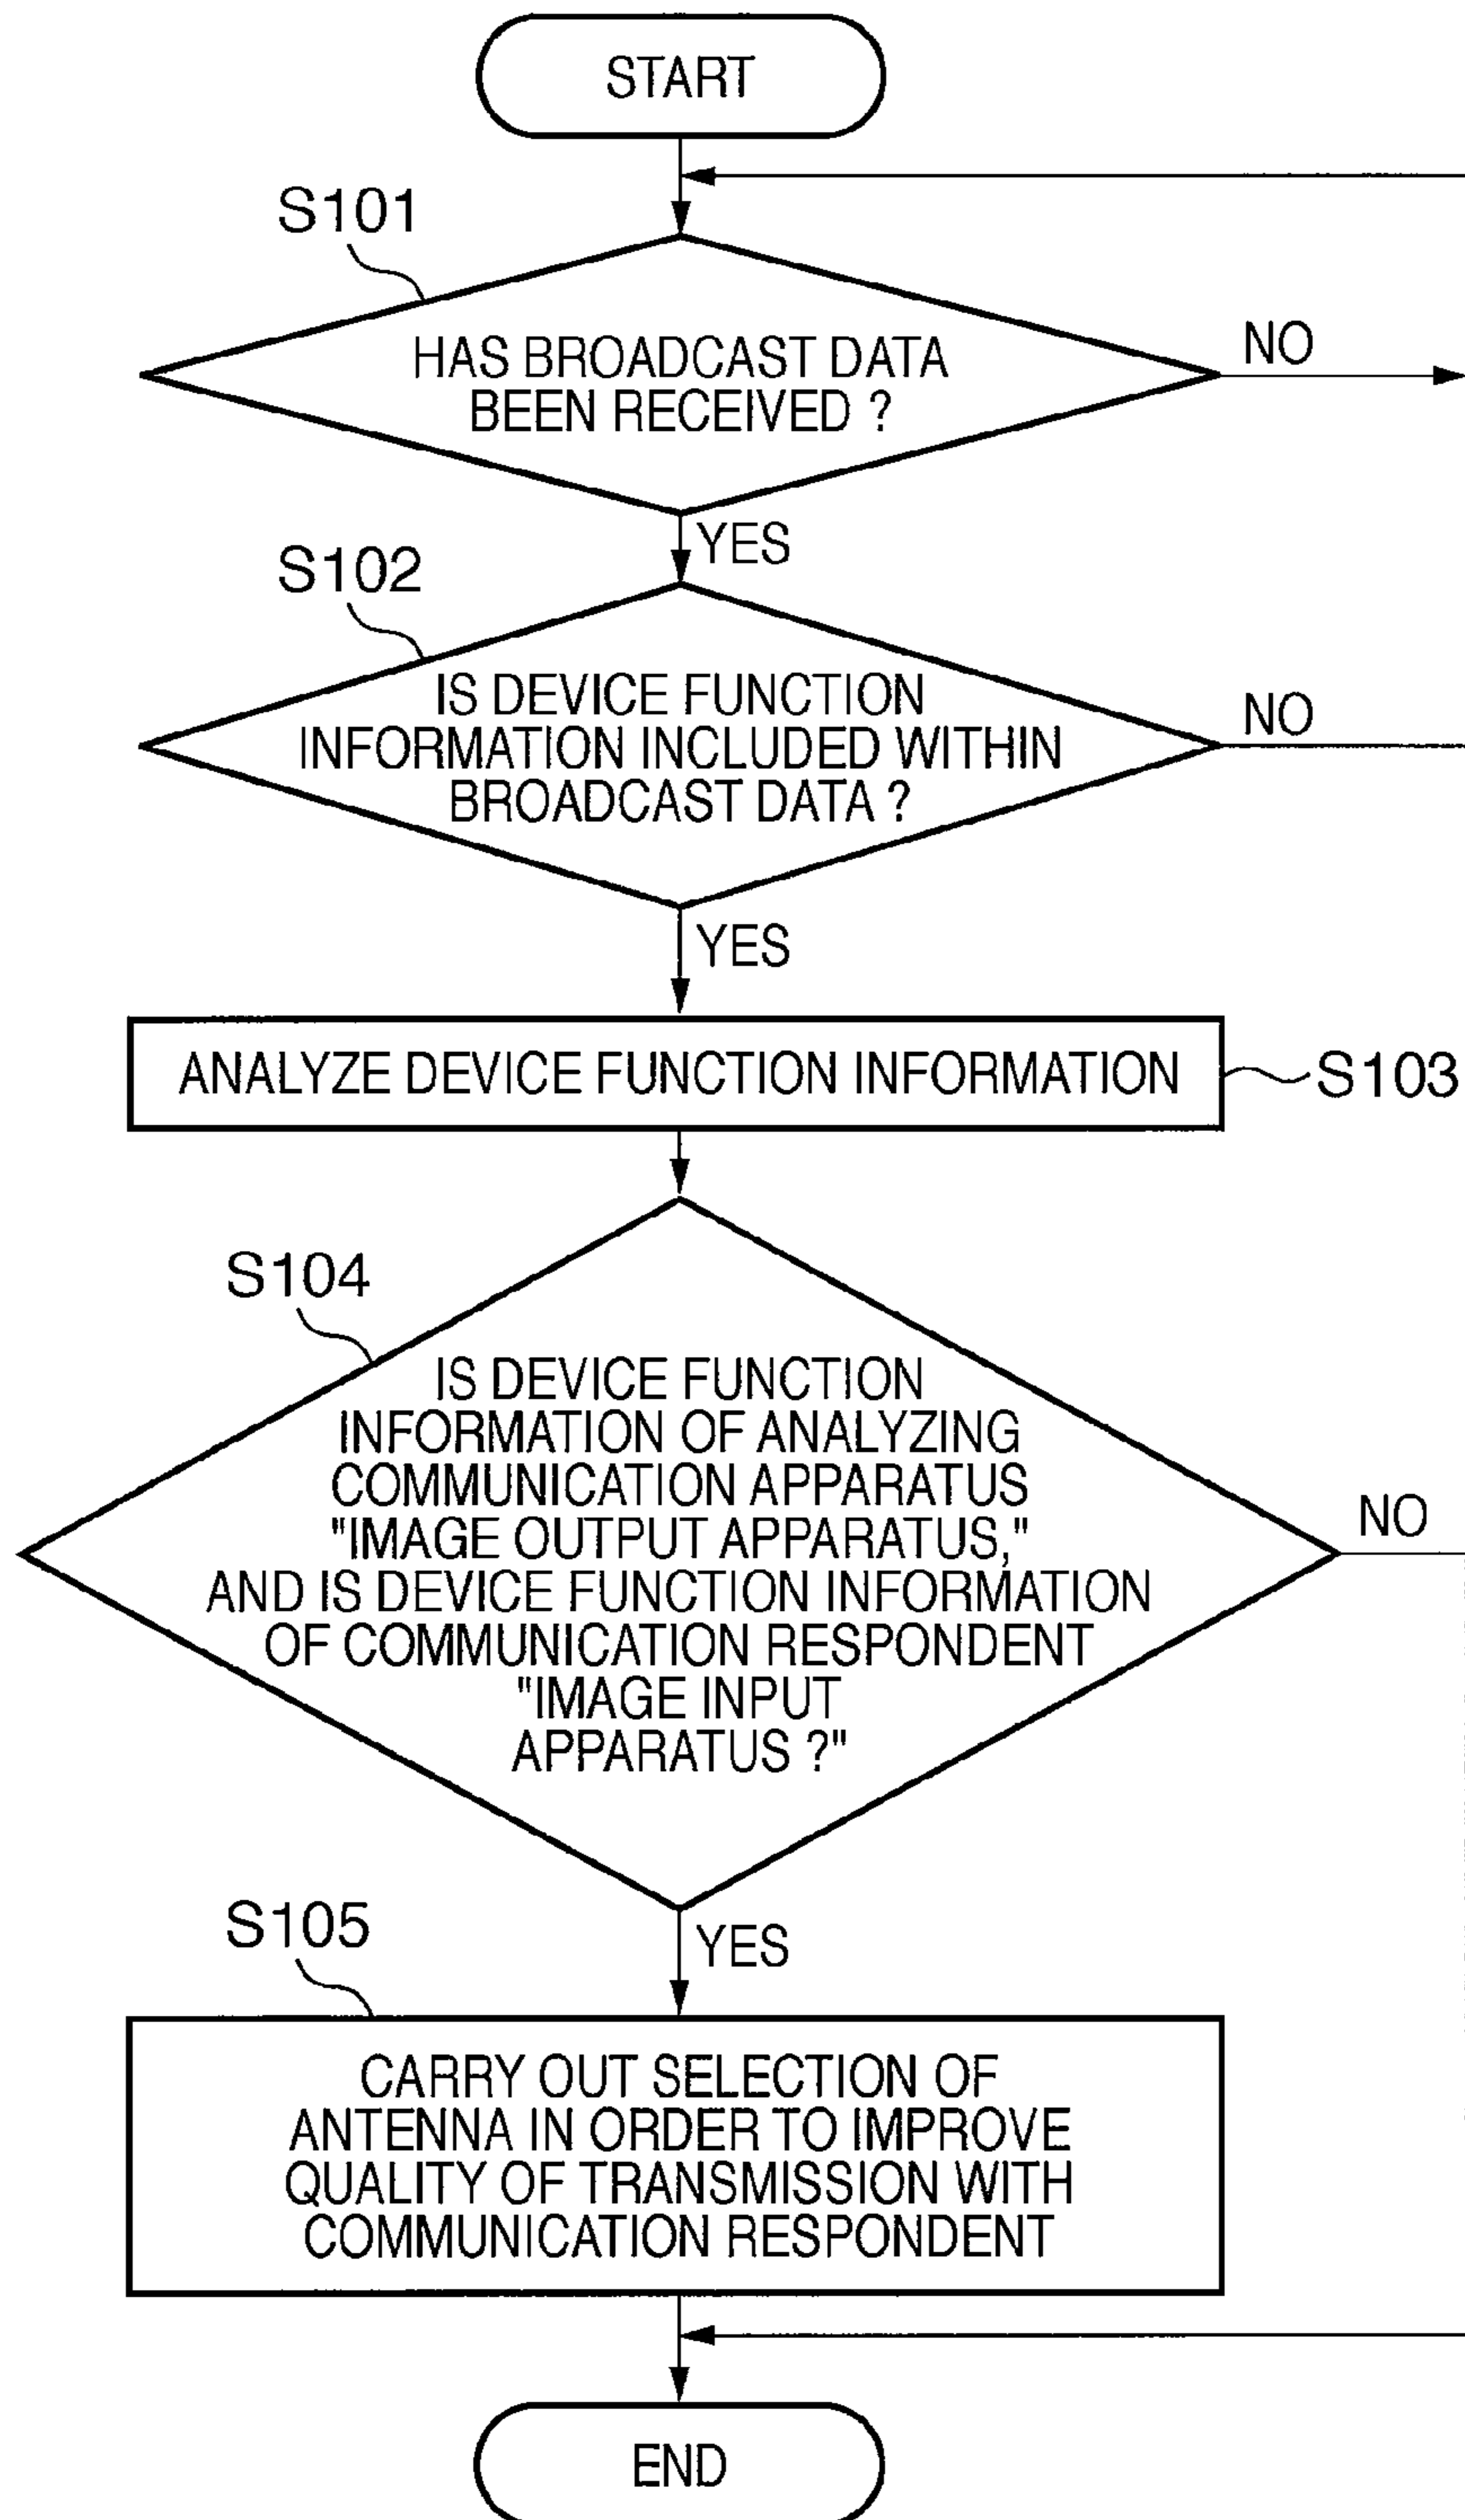 START
S101
HAS BROADCAST DATA
BEEN RECEIVED ?
NO
YES
S102
IS DEVICE FUNCTION
INFORMATION INCLUDED WITHIN
BROADCAST DATA ?
NO
YES
ANALYZE DEVICE FUNCTION INFORMATION
S103
S104
IS DEVICE FUNCTION
INFORMATION OF ANALYZING
COMMUNICATION APPARATUS
"IMAGE OUTPUT APPARATUS,"
AND IS DEVICE FUNCTION INFORMATION
OF COMMUNICATION RESPONDENT
"IMAGE INPUT
APPARATUS ?"
NO
YES
S105
CARRY OUT SELECTION OF
ANTENNA IN ORDER TO IMPROVE
QUALITY OF TRANSMISSION WITH
COMMUNICATION RESPONDENT
END